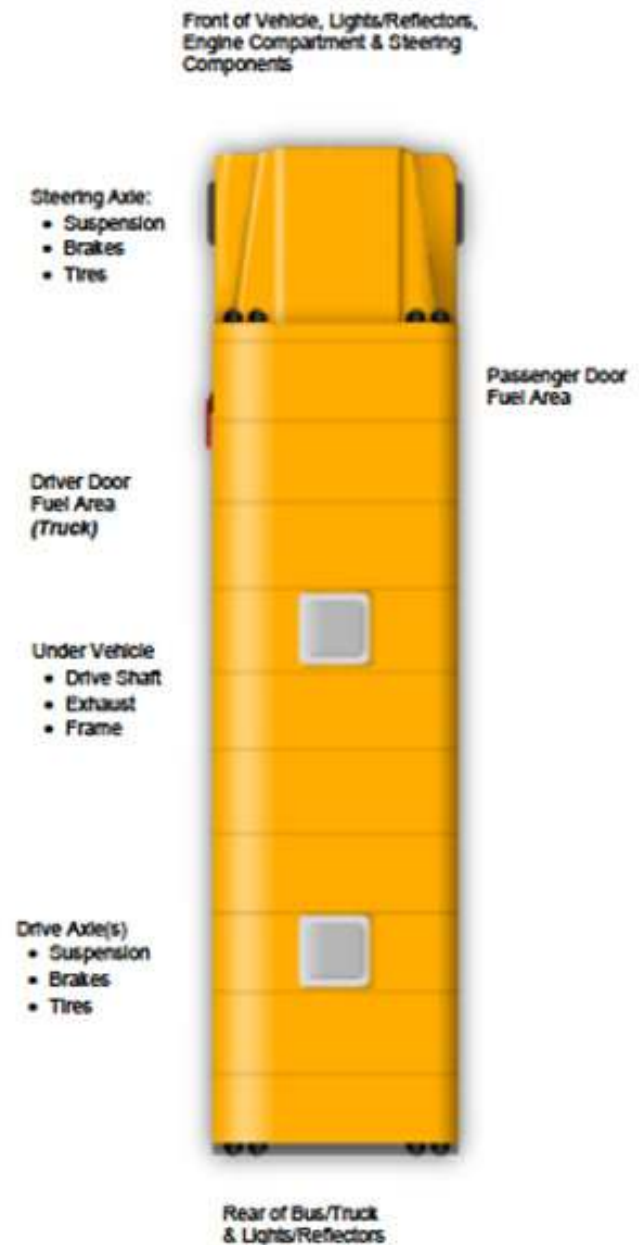 Front of Vehicle, Lights/Reflectors,
Engine Compartment & Steering
Components
Steering Axle:
• Suspension
• Brakes
• Tires
Passenger Door
Fuel Area
Driver Door
Fuel Area
(Truck)
Under Vehicle
• Drive Shaft
• Exhaust
• Frame
Drive Axle(s)
• Suspension
• Brakes
• Tires
Rear of Bus/Truck
& Lights/Reflectors